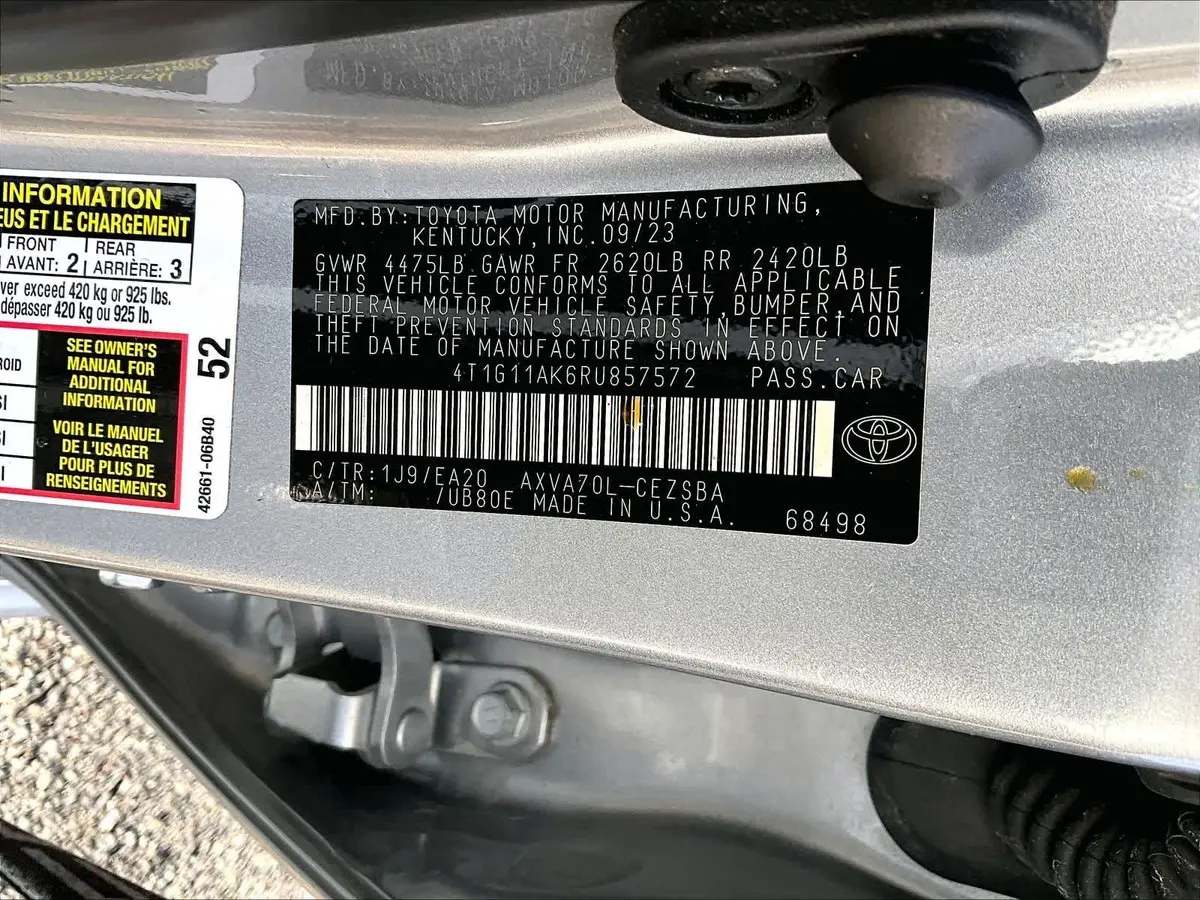 INFORMATION
EUS ET LE CHARGEMENT
FRONT REAR
AVANT: 2 ARRIÈRE: 3
ver exceed 420 kg or 925 lbs.
dépasser 420 kg ou 925 lb.
SEE OWNER'S
MANUAL FOR
ADDITIONAL
INFORMATION
VOIR LE MANUEL
DE L'USAGER
POUR PLUS DE
RENSEIGNEMENTS
ROID
SI
SI
SI
52
42661-06B40
MFD.BY:TOYOTA MOTOR MANUFACTURING,
KENTUCKY,INC.09/23
GVWR 4475LB GAWR FR 2620LB RR 2420LB
THIS VEHICLE CONFORMS TO ALL APPLICABLE
FEDERAL MOTOR VEHICLE SAFETY,BUMPER,AND
THEFT PREVENTION STANDARDS IN EFFECT ON
THE DATE OF MANUFACTURE SHOWN ABOVE.
4T1G11AK6RU857572 PASS.CAR
C/TR:1J9/EA20 AXVA70L-CEZSBA
A/TM: /UB80E MADE IN U.S.A. 68498